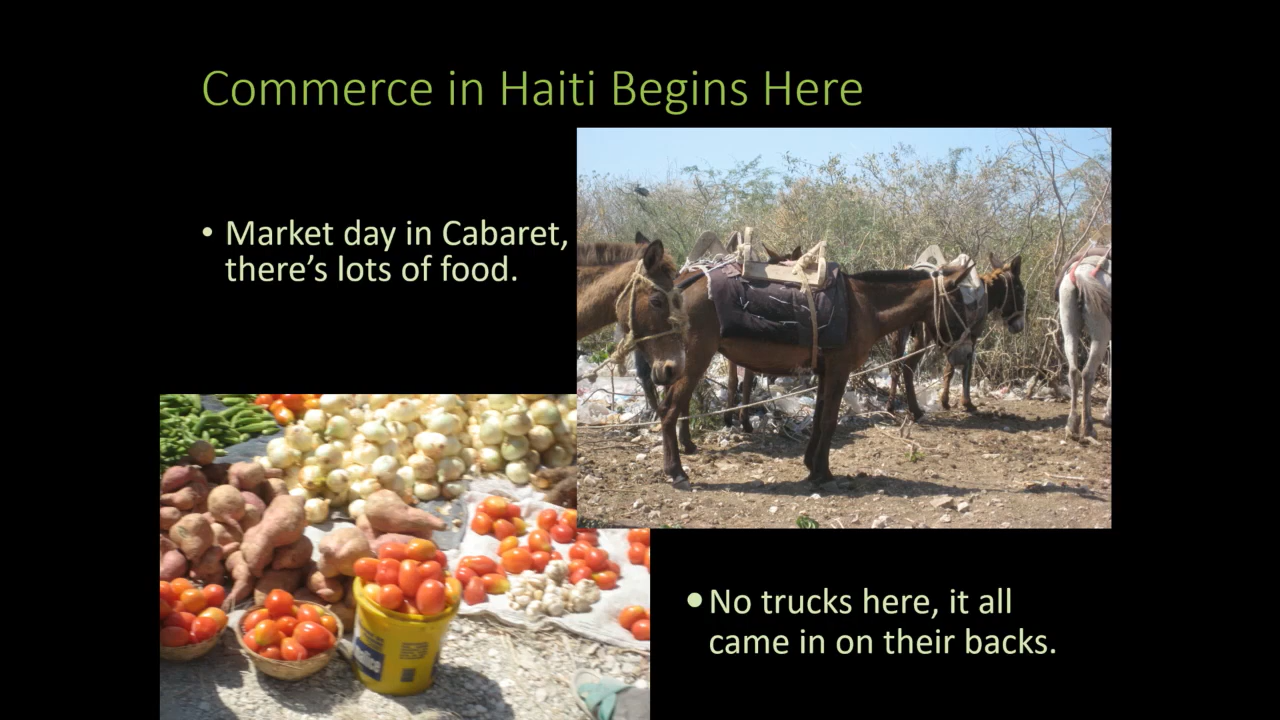 Commerce in Haiti Begins Here
• Market day in Cabaret,
there’s lots of food.
• No trucks here, it all
came in on their backs.